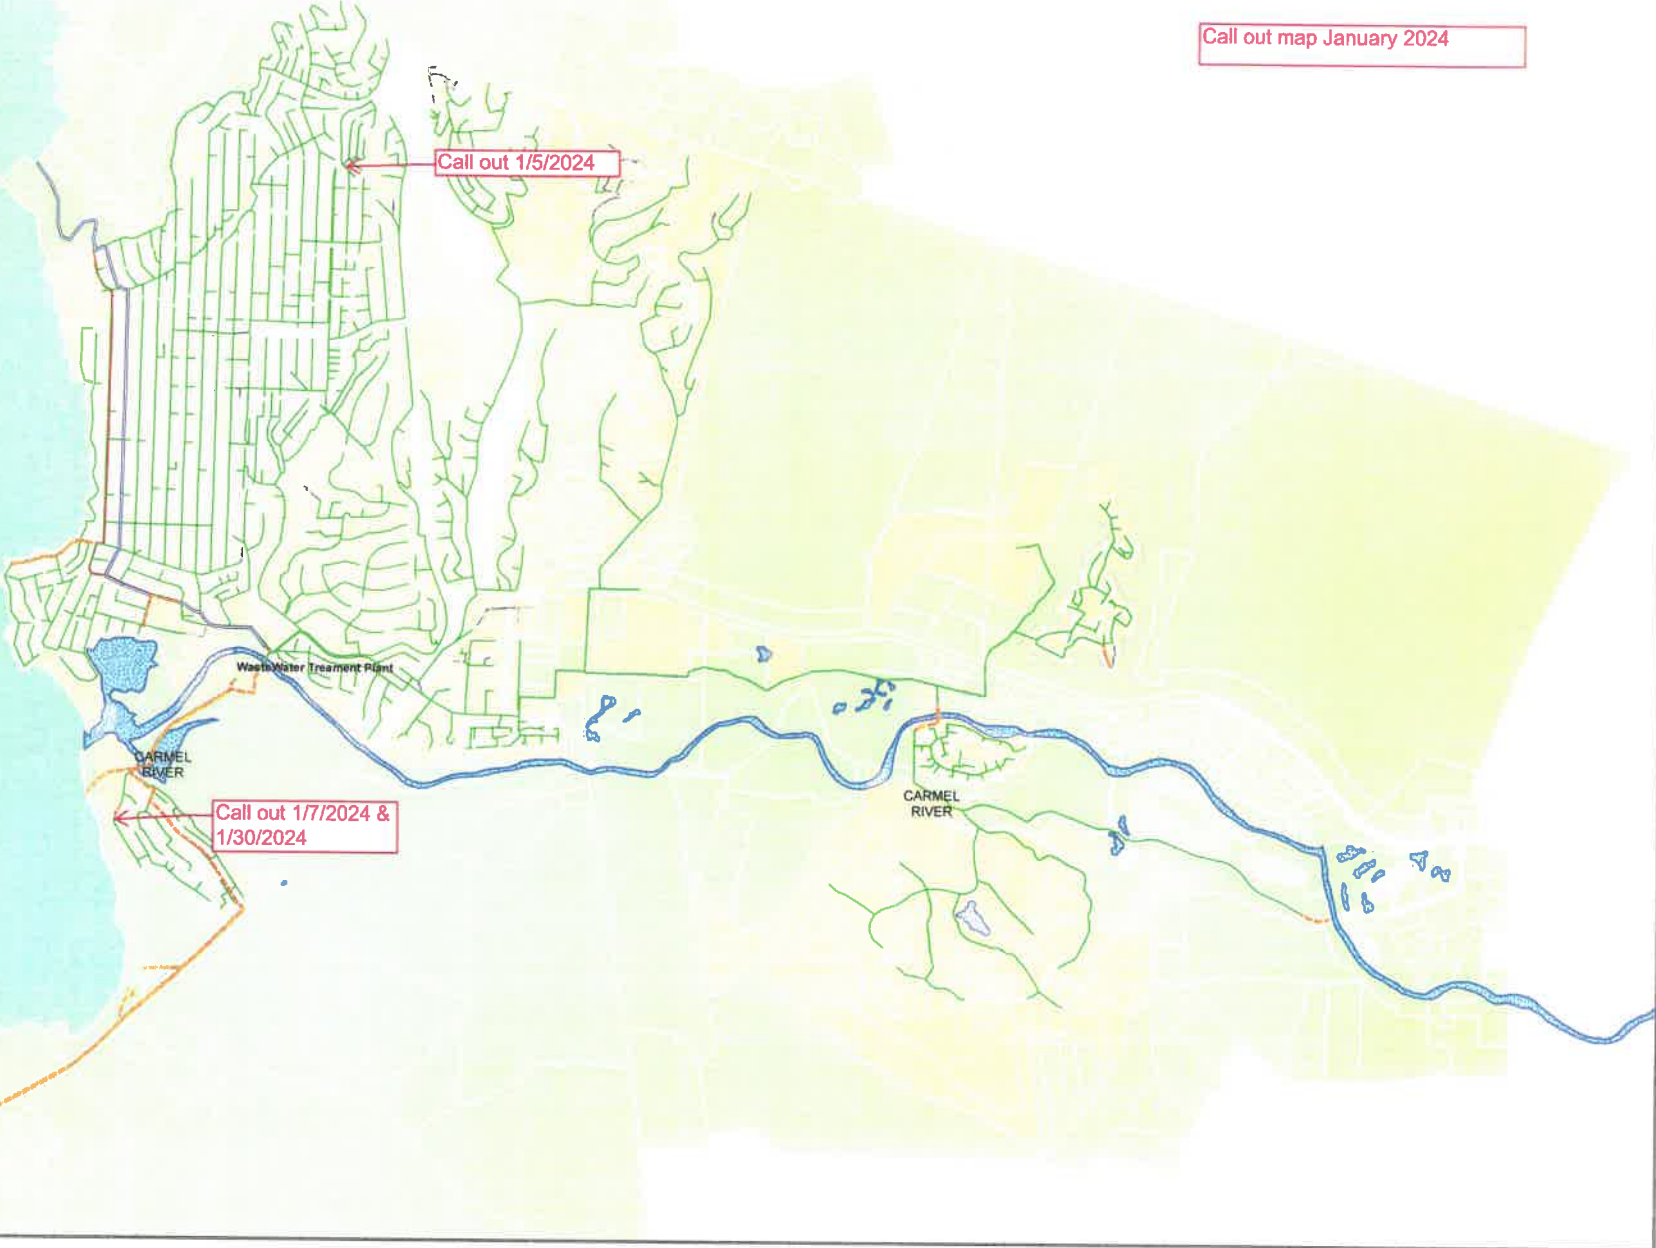 Call out map January 2024
Call out 1/5/2024
WasteWater Treament Plant
CARMEL
RIVER
CARMEL
RIVER
Call out 1/7/2024 &
1/30/2024